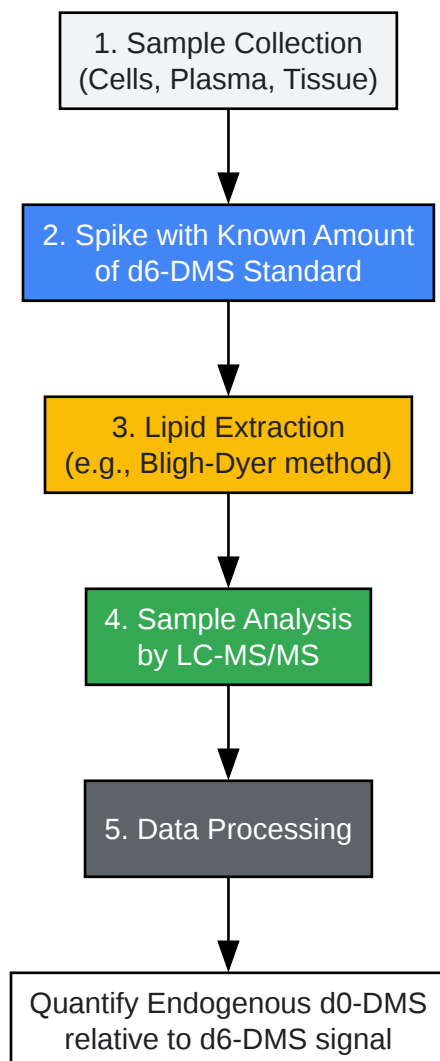 1. Sample Collection
(Cells, Plasma, Tissue)
2. Spike with Known Amount
of d6-DMS Standard
3. Lipid Extraction
(e.g., Bligh-Dyer method)
4. Sample Analysis
by LC-MS/MS
5. Data Processing
Quantify Endogenous d0-DMS
relative to d6-DMS signal